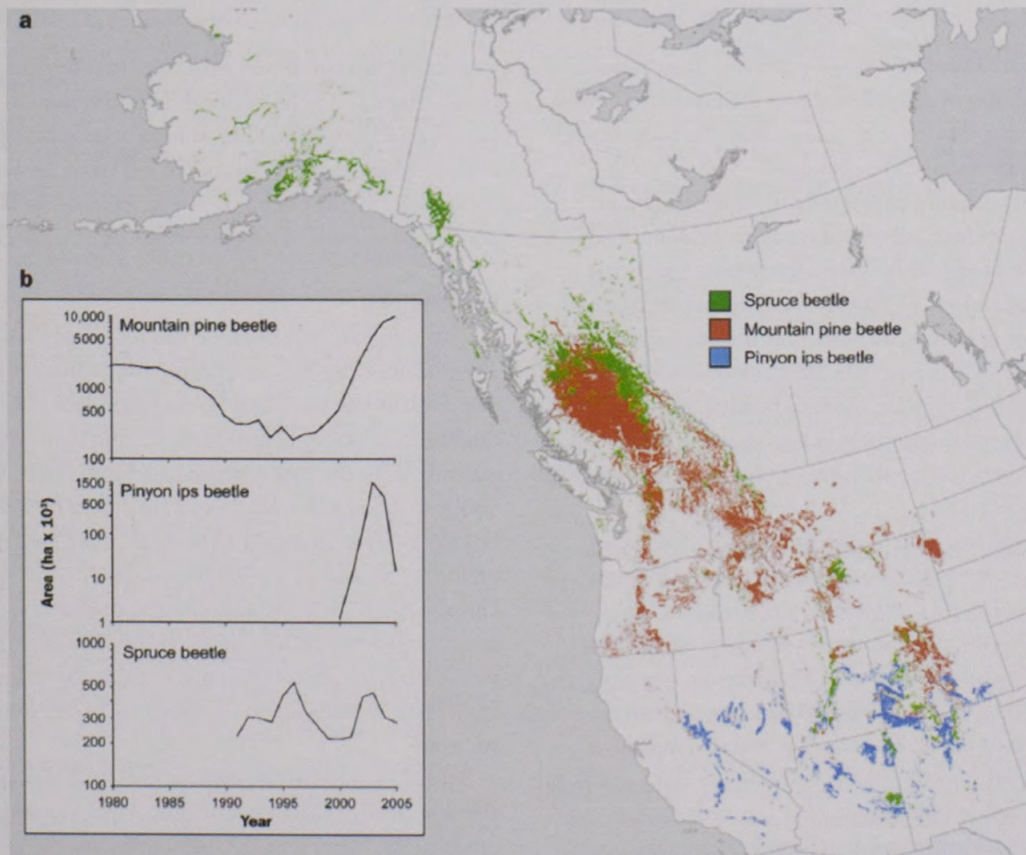 a
Spruce beetle
Mountain pine beetle
Pinyon ips beetle
b
Mountain pine beetle
10,000
5000
1000
500
100
Pinyon ips beetle
1500
500
100
10
1
Spruce beetle
1000
500
300
200
100
Area (ha x 10³)
1980 1985 1990 1995 2000 2005
Year